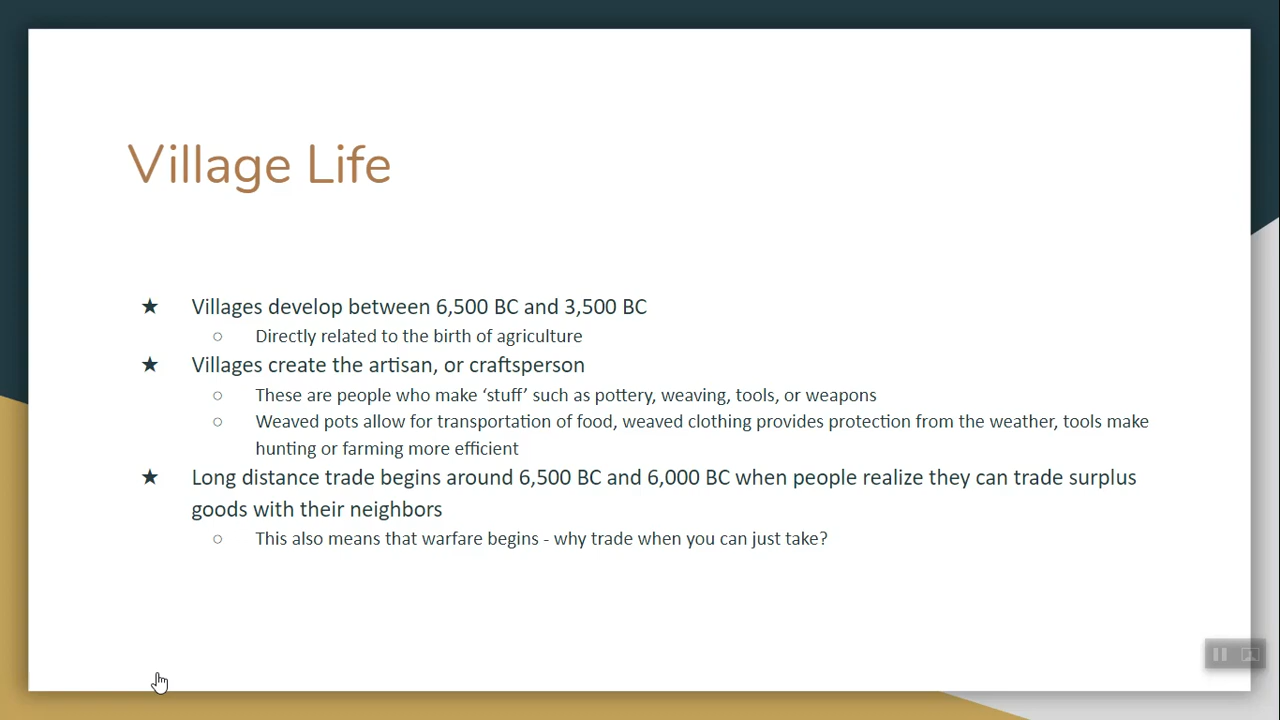 Village Life
★ Villages develop between 6,500 BC and 3,500 BC
○ Directly related to the birth of agriculture
★ Villages create the artisan, or craftsperson
○ These are people who make ‘stuff’ such as pottery, weaving, tools, or weapons
○ Weaved pots allow for transportation of food, weaved clothing provides protection from the weather, tools make
hunting or farming more efficient
★ Long distance trade begins around 6,500 BC and 6,000 BC when people realize they can trade surplus
goods with their neighbors
○ This also means that warfare begins - why trade when you can just take?